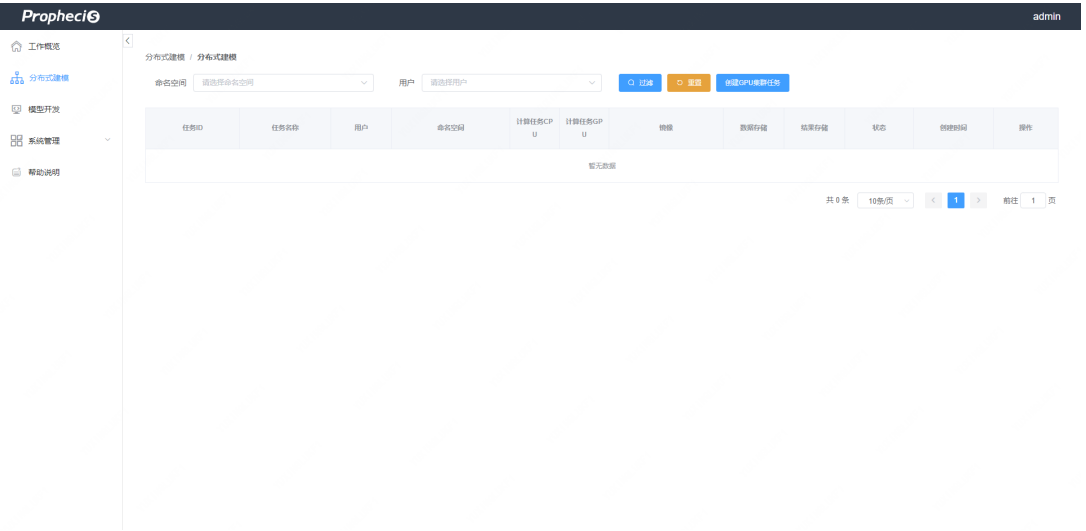 PropheciS
admin
工作概览
分布式建模
模型开发
系统管理
帮助说明
分布式建模 / 分布式建模
命名空间 请选择命名空间 用户 请选择用户 过滤 重置 创建GPU集群任务
任务ID 任务名称 用户 命名空间 计算任务CPU 计算任务GPU 镜像 数据存储 结果存储 状态 创建时间 操作
暂无数据
共 0 条 10条/页 1 前往 1 页